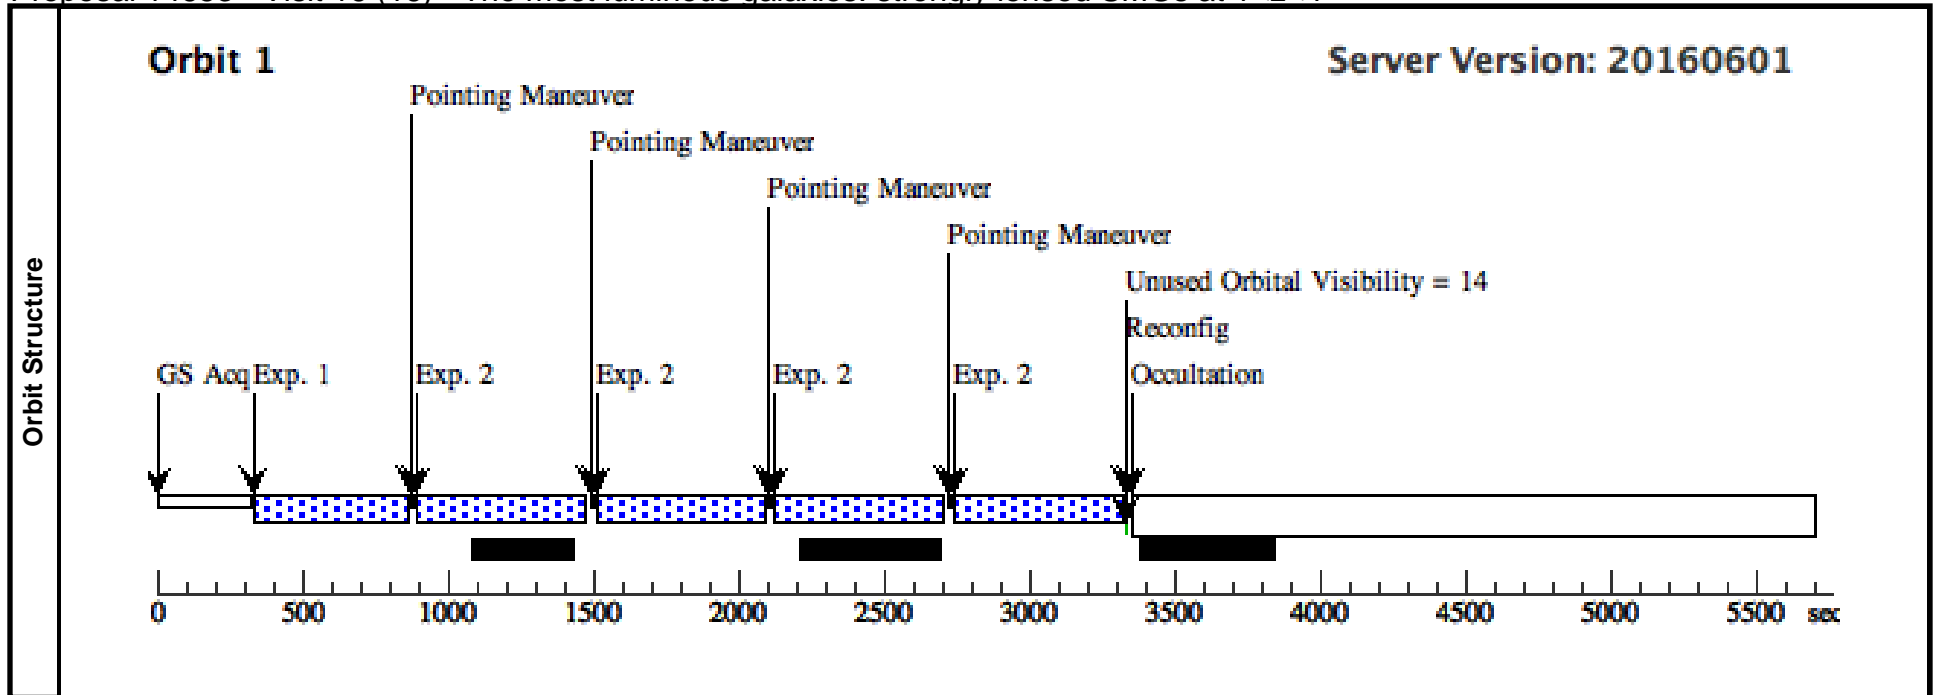 Orbit 1
Server Version: 20160601
Pointing Maneuver
Pointing Maneuver
Pointing Maneuver
Pointing Maneuver
Unused Orbital Visibility = 14
Reconfig
GS Acq Exp. 1 Exp. 2 Exp. 2 Exp. 2 Exp. 2 Occultation
Orbit Structure
0 500 1000 1500 2000 2500 3000 3500 4000 4500 5000 5500 sec